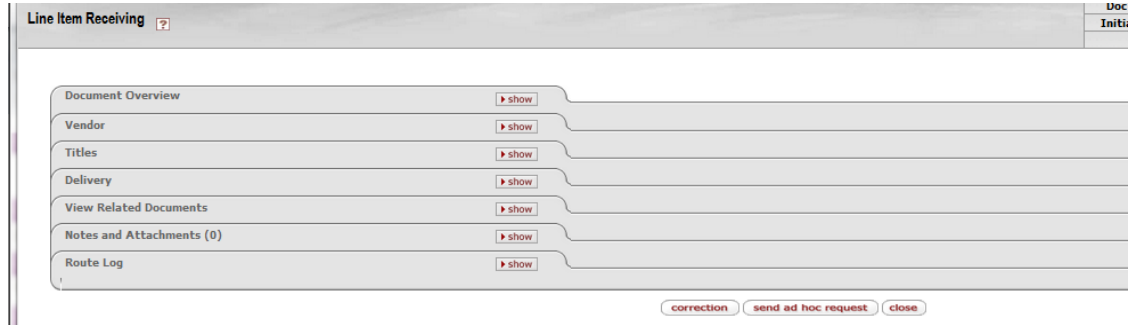 Doc
Line Item Receiving ?
Initia
Document Overview show
Vendor show
Titles show
Delivery show
View Related Documents show
Notes and Attachments (0) show
Route Log show
correction send ad hoc request close